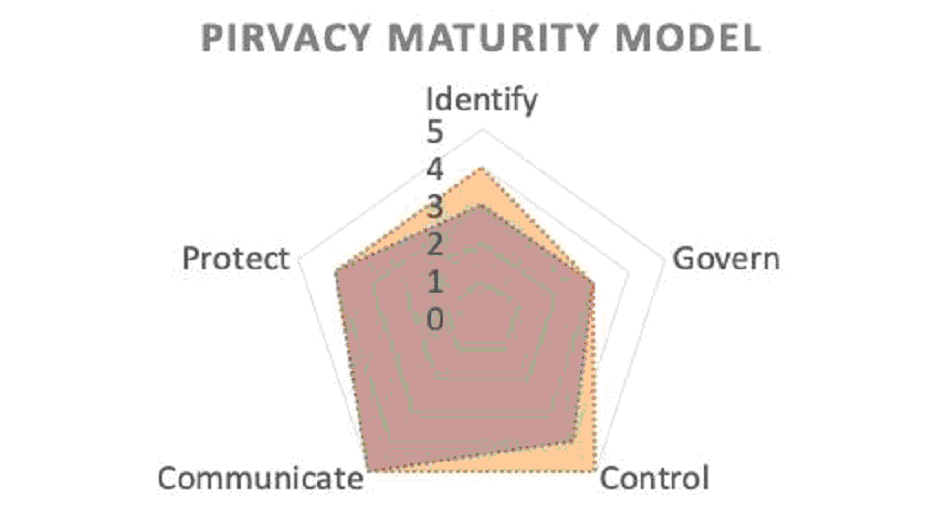 PIRVACY MATURITY MODEL
Identify
5
4
3
2
1
0
Protect
Govern
Communicate
Control